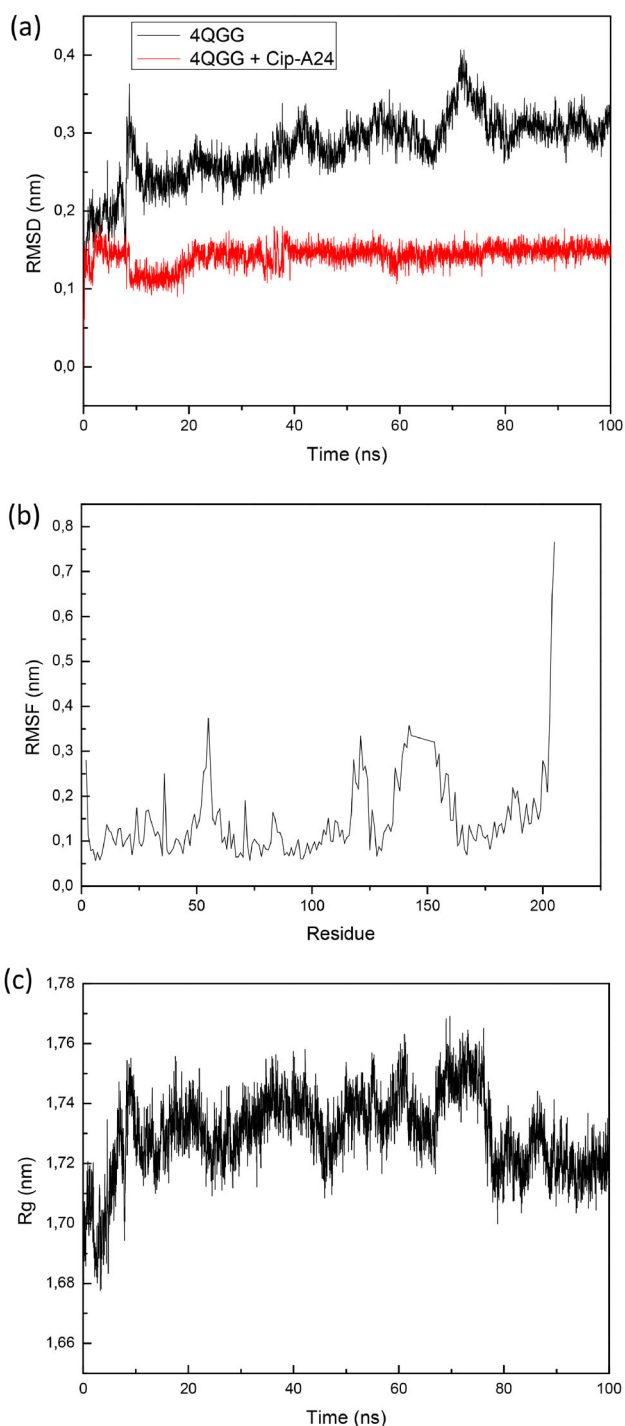 (a)
4QGG
4QGG + Cip-A24
0,4
0,3
0,2
0,1
0,0
RMSD (nm)
0 20 40 60 80 100
Time (ns)
(b)
0,8
0,7
0,6
0,5
0,4
0,3
0,2
0,1
0,0
RMSF (nm)
0 50 100 150 200
Residue
(c)
1,78
1,76
1,74
1,72
1,70
1,68
1,66
Rg (nm)
0 20 40 60 80 100
Time (ns)